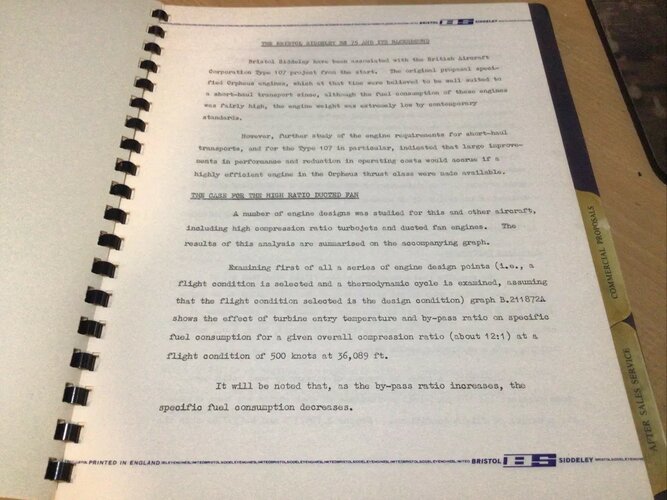 BRISTOL BS SIDDELEY
THE BRISTOL SIDDELEY BS 75 AND ITS BACKGROUND
Bristol Siddeley have been associated with the British Aircraft
Corporation Type 107 project from the start. The original proposal speci-
fied Orpheus engines, which at that time were believed to be well suited to
a short-haul transport since, although the fuel consumption of these engines
was fairly high, the engine weight was extremely low by contemporary
standards.
However, further study of the engine requirements for short-haul
transports, and for the Type 107 in particular, indicated that large improve-
ments in performance and reduction in operating costs would accrue if a
highly efficient engine in the Orpheus thrust class were made available.
THE CASE FOR THE HIGH RATIO DUCTED FAN
A number of engine designs was studied for this and other aircraft,
including high compression ratio turbojets and ducted fan engines. The
results of this analysis are summarised on the accompanying graph.
Examining first of all a series of engine design points (i.e., a
flight condition is selected and a thermodynamic cycle is examined, assuming
that the flight condition selected is the design condition) graph B.211872A
shows the effect of turbine entry temperature and by-pass ratio on specific
fuel consumption for a given overall compression ratio (about 12:1) at a
flight condition of 500 knots at 36,089 ft.
It will be noted that, as the by-pass ratio increases, the
specific fuel consumption decreases.
PRINTED IN ENGLAND
BRISTOL BS SIDDELEY
COMMERCIAL PROPOSALS
AFTER SALES SERVICE